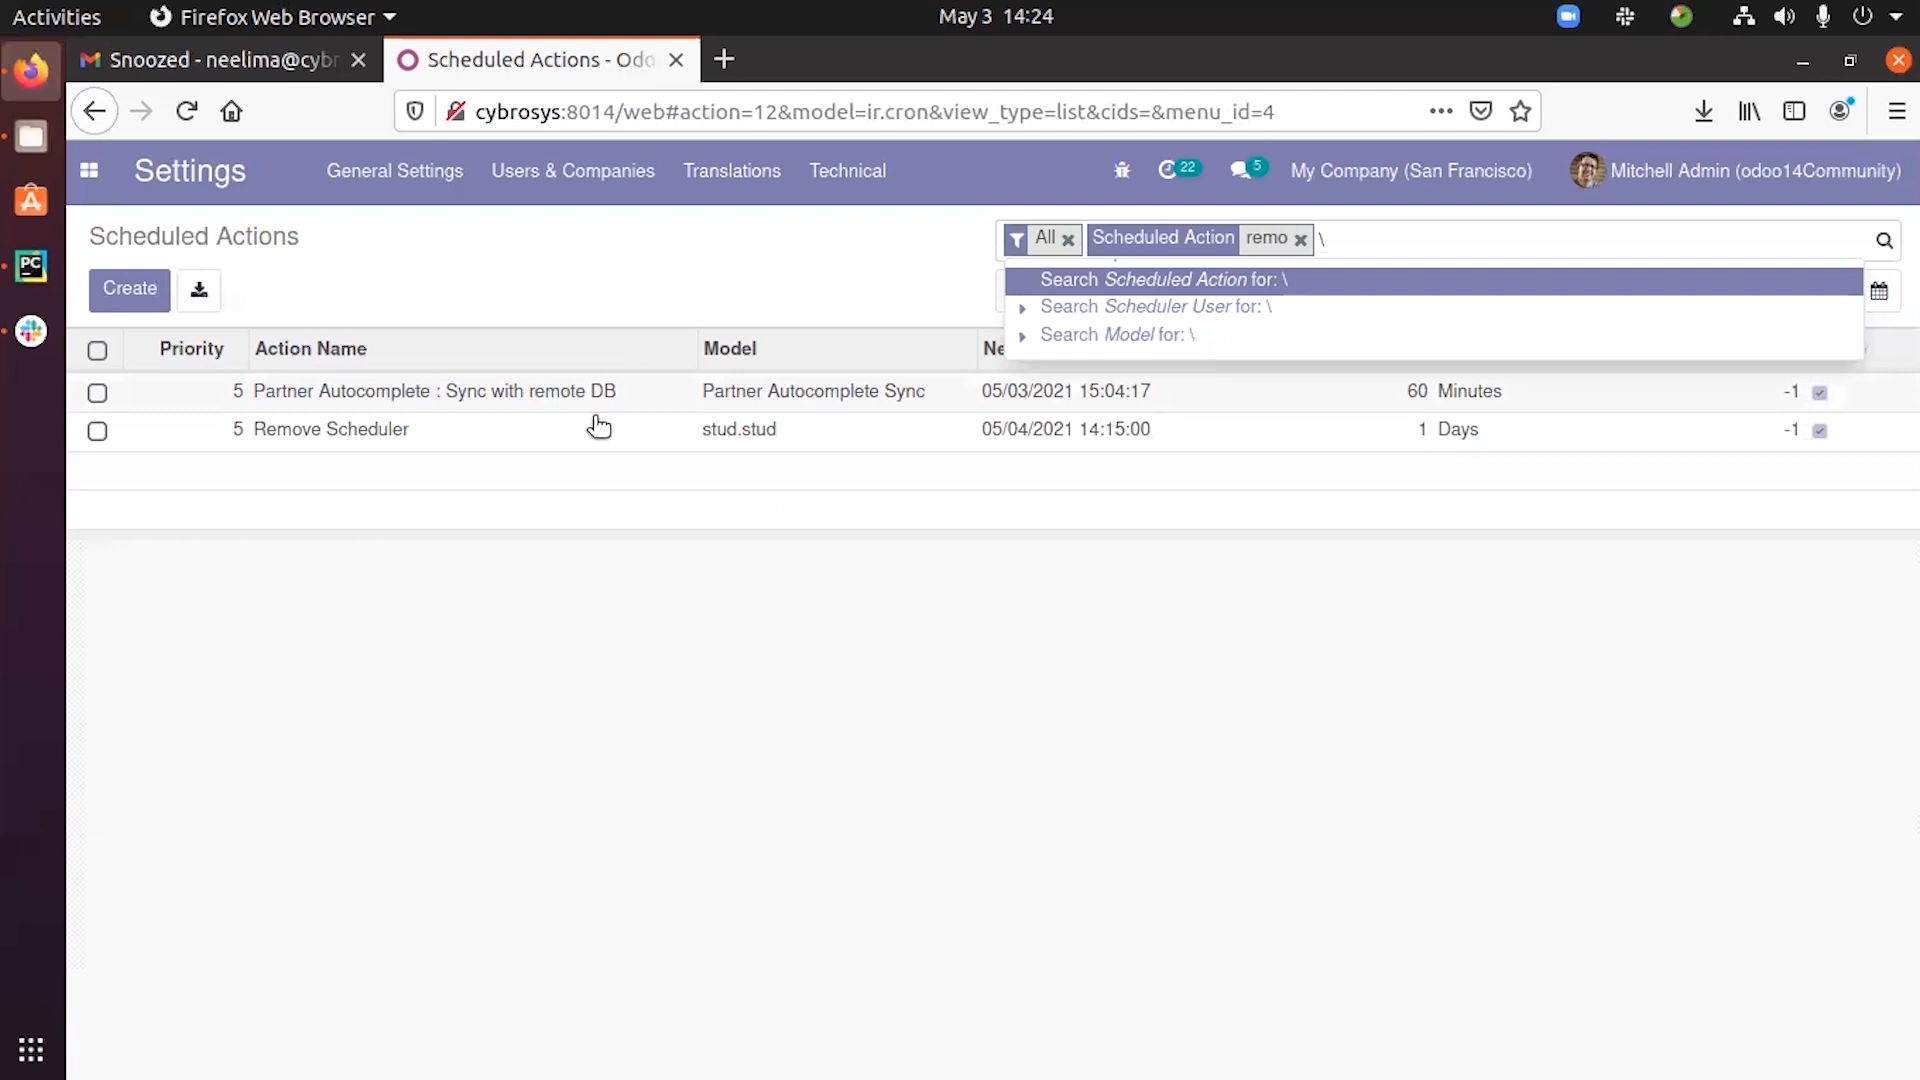 Activities Firefox Web Browser May 3 14:24
Snoozed - neelima@cybr Scheduled Actions - Odo
cybrosys:8014/web#action=12&model=ir.cron&view_type=list&cids=&menu_id=4
Settings General Settings Users & Companies Translations Technical 22 5 My Company (San Francisco) Mitchell Admin (odoo14Community)
Scheduled Actions All Scheduled Action remo \
Create
Search Scheduled Action for: \
Search Scheduler User for: \
Search Model for: \
Priority Action Name Model Ne
5 Partner Autocomplete : Sync with remote DB Partner Autocomplete Sync 05/03/2021 15:04:17 60 Minutes -1
5 Remove Scheduler stud.stud 05/04/2021 14:15:00 1 Days -1
PC